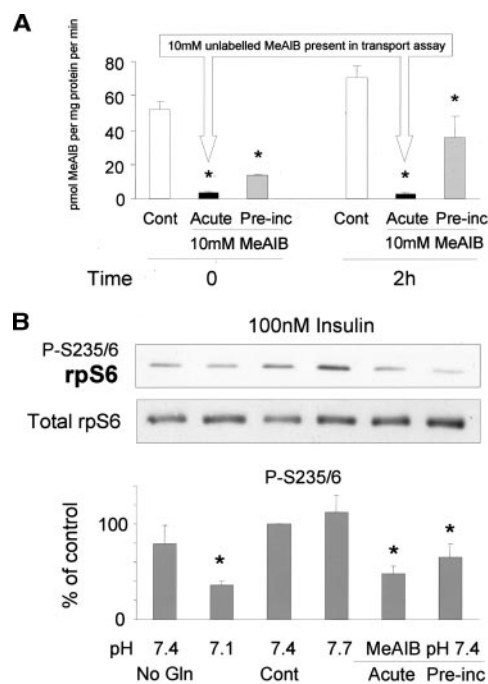 A
10mM unlabelled MeAIB present in transport assay
pmol MeAIB per mg protein per min
80
60
40
20
0
* * * *
Cont Acute Pre-inc Cont Acute Pre-inc
10mM MeAIB 10mM MeAIB
Time 0 2h
B
100nM Insulin
P-S235/6
rpS6
Total rpS6
P-S235/6
% of control
100
0
* * *
pH 7.4 7.1 7.4 7.7 MeAIB pH 7.4
No Gln Cont Acute Pre-inc